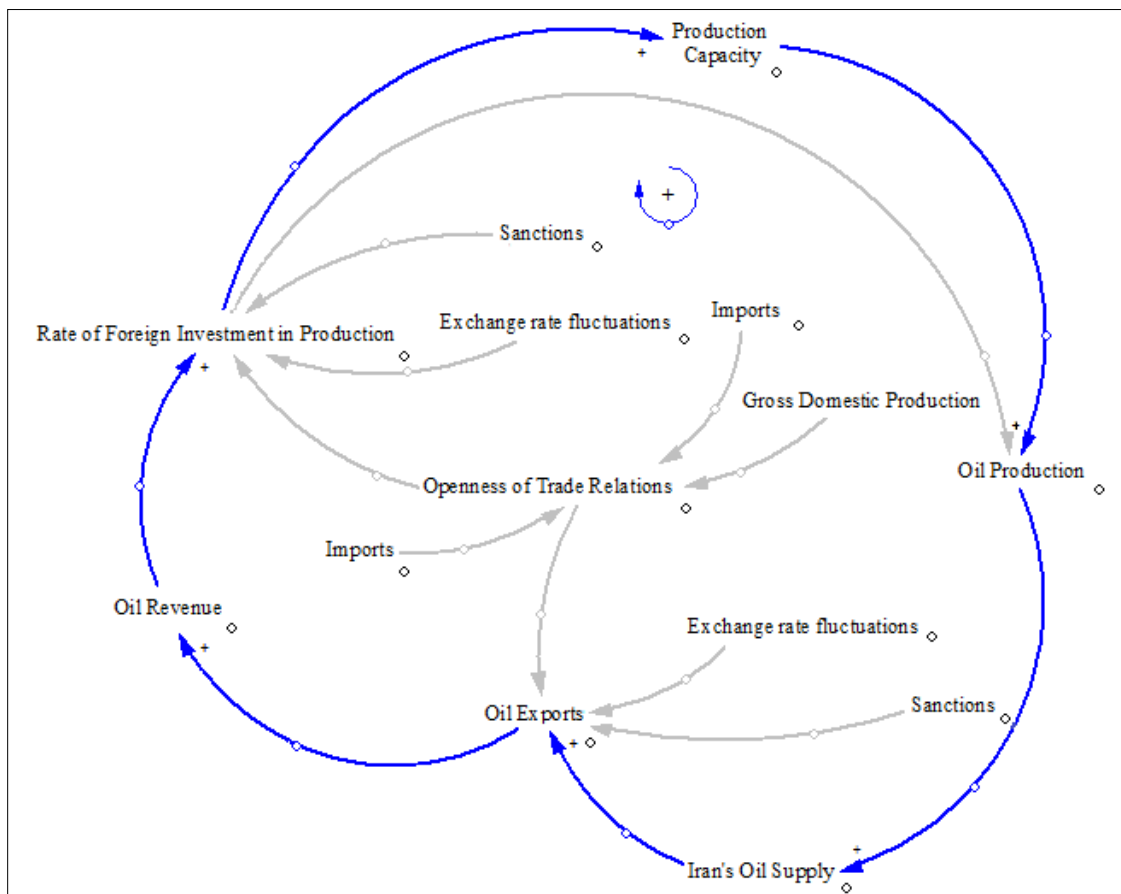 Production
Capacity
+
+
Sanctions
Imports
Exchange rate fluctuations
Rate of Foreign Investment in Production
+
Gross Domestic Production
+
Oil Production
Openness of Trade Relations
Imports
Oil Revenue
+
Exchange rate fluctuations
Sanctions
Oil Exports
+
+
Iran's Oil Supply